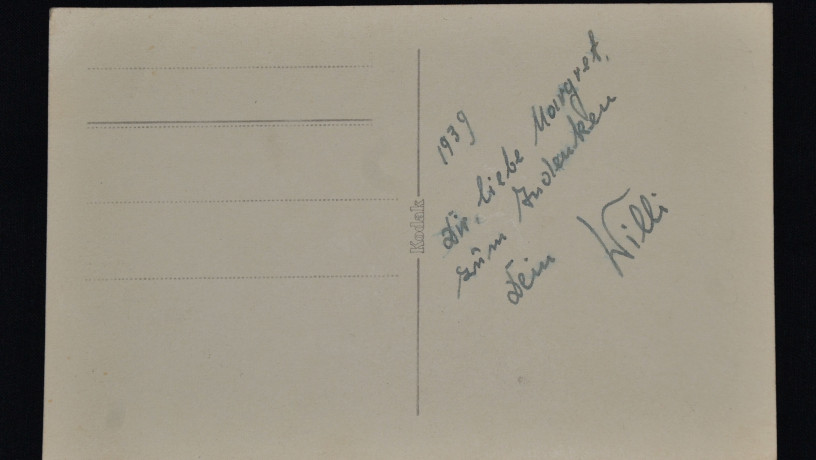 Kodak
1939
Dir, liebe Margret,
zum Andenken
Dein Willi